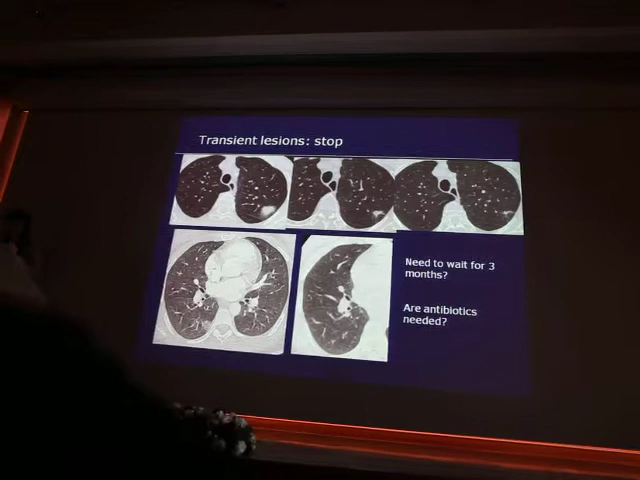 Transient lesions: stop
Need to wait for 3
months?
Are antibiotics
needed?